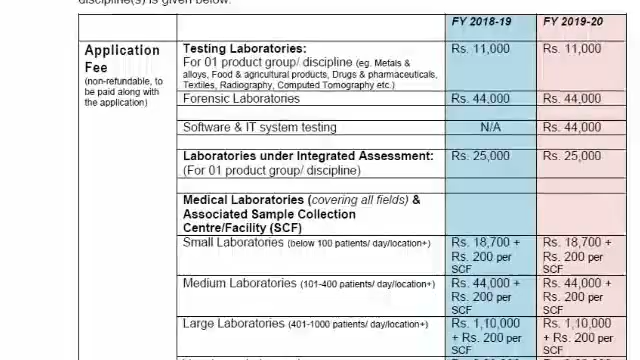 discipline(s) is given below.
FY 2018-19 FY 2019-20
Application
Fee
(non-refundable, to
be paid along with
the application)
Testing Laboratories:
For 01 product group/ discipline (eg. Metals &
alloys, Food & agricultural products, Drugs & pharmaceuticals,
Textiles, Radiography, Computed Tomography etc.)
Rs. 11,000 Rs. 11,000
Forensic Laboratories Rs. 44,000 Rs. 44,000
Software & IT system testing N/A Rs. 44,000
Laboratories under Integrated Assessment:
(For 01 product group/ discipline)
Rs. 25,000 Rs. 25,000
Medical Laboratories (covering all fields) &
Associated Sample Collection
Centre/Facility (SCF)
Small Laboratories (below 100 patients/ day/location+)
Rs. 18,700 +
Rs. 200 per
SCF
Rs. 18,700 +
Rs. 200 per
SCF
Medium Laboratories (101-400 patients/ day/location+)
Rs. 44,000 +
Rs. 200 per
SCF
Rs. 44,000 +
Rs. 200 per
SCF
Large Laboratories (401-1000 patients/ day/location+)
Rs. 1,10,000
+ Rs. 200 per
SCF
Rs. 1,10,000
+ Rs. 200 per
SCF